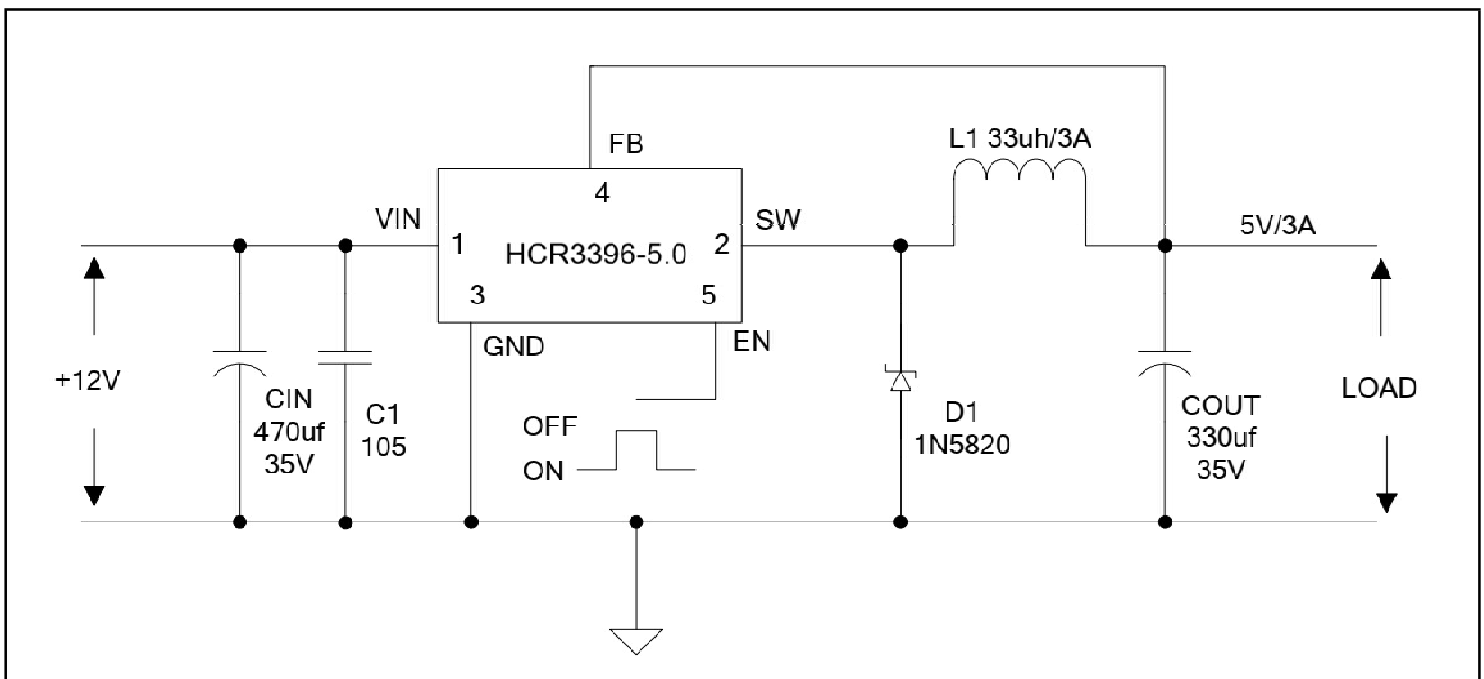 FB
L1 33uh/3A
4
VIN
SW
5V/3A
1
HCR3396-5.0
2
3
5
GND
EN
+12V
CIN
470uf
35V
C1
105
OFF
ON
D1
1N5820
COUT
330uf
35V
LOAD